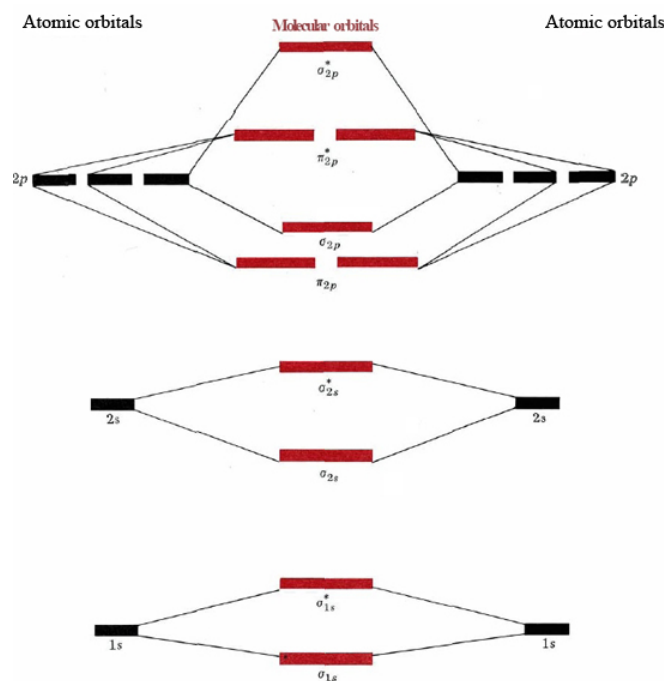 Atomic orbitals Molecular orbitals Atomic orbitals
σ*2p
π*2p
2p 2p
σ2p
π2p
σ*2s
2s 2s
σ2s
σ*1s
1s 1s
σ1s